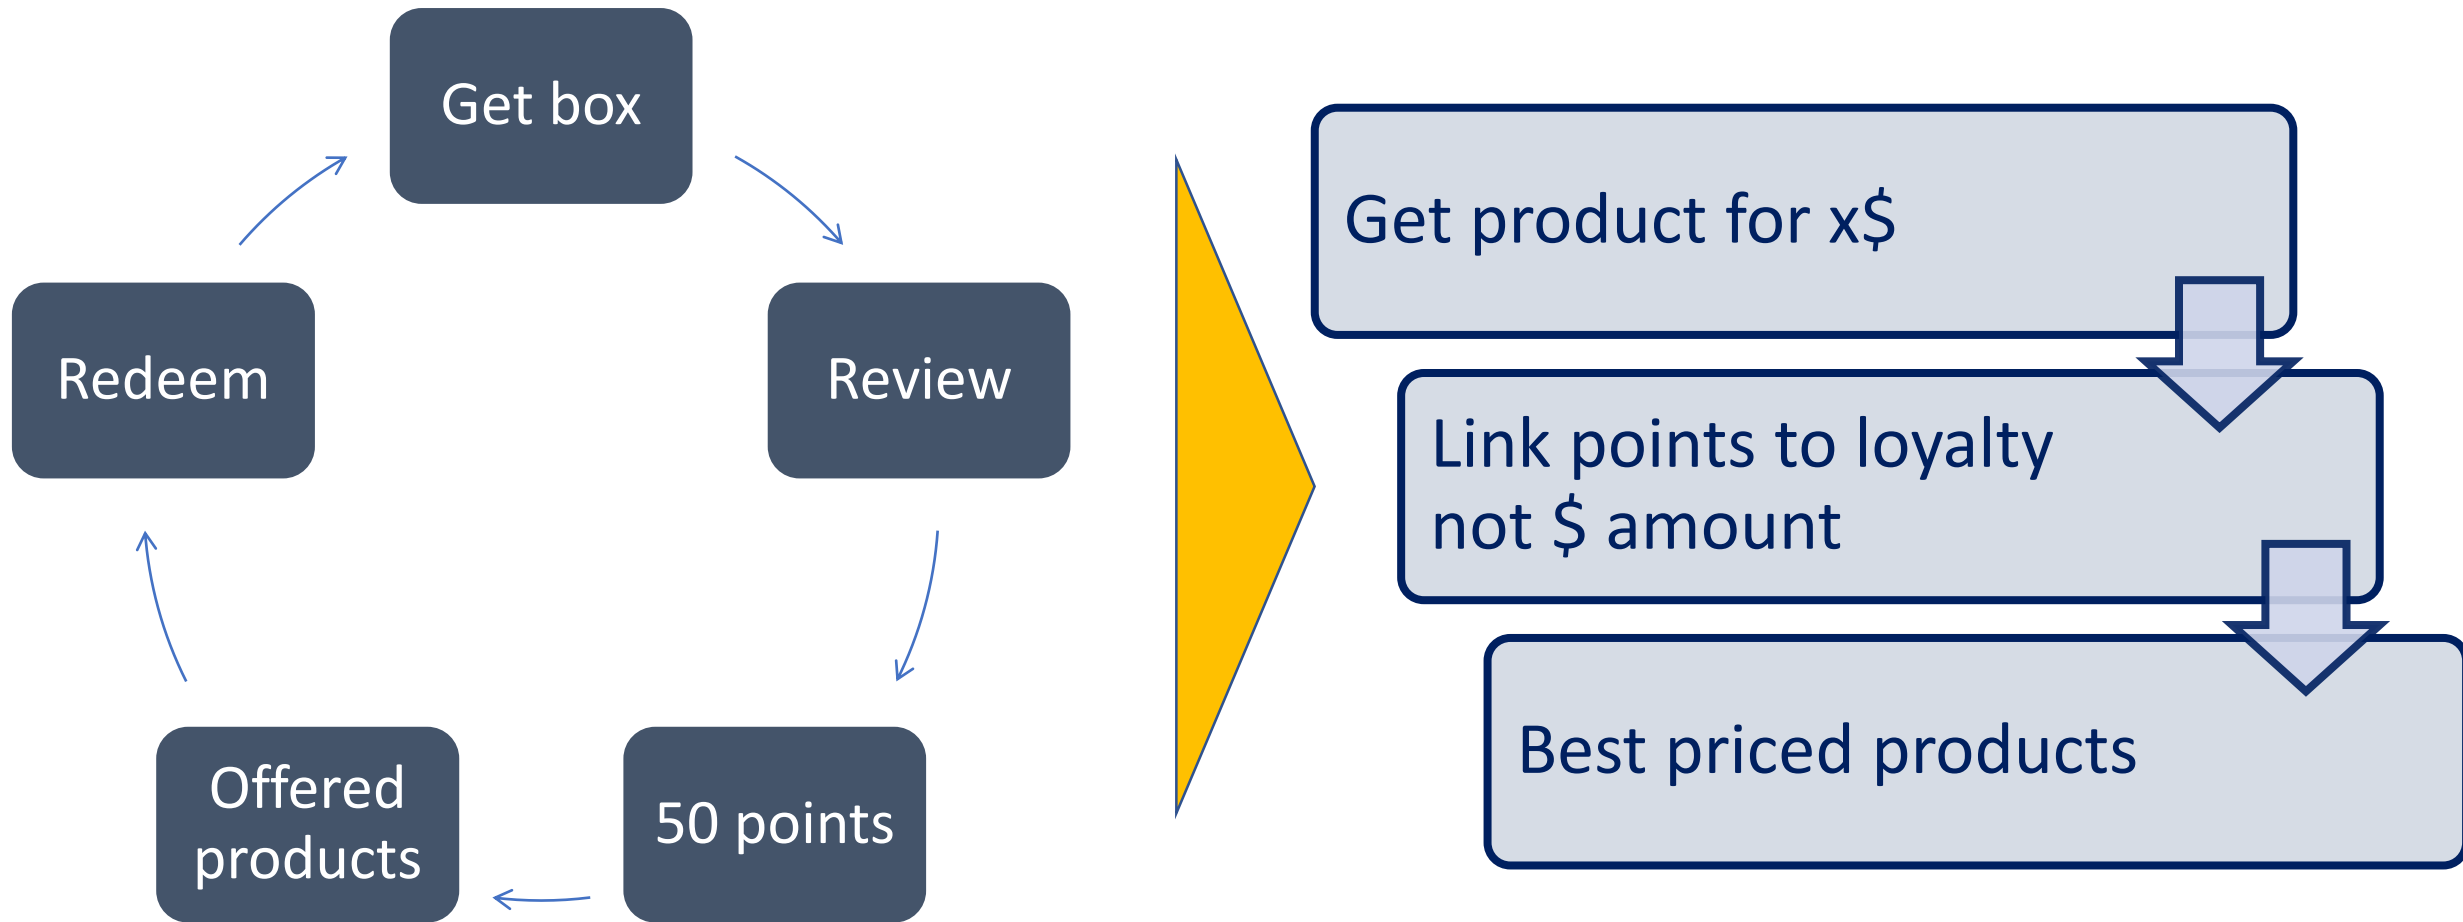 Get box
Review
50 points
Offered
products
Redeem
Get product for x$
Link points to loyalty
not $ amount
Best priced products